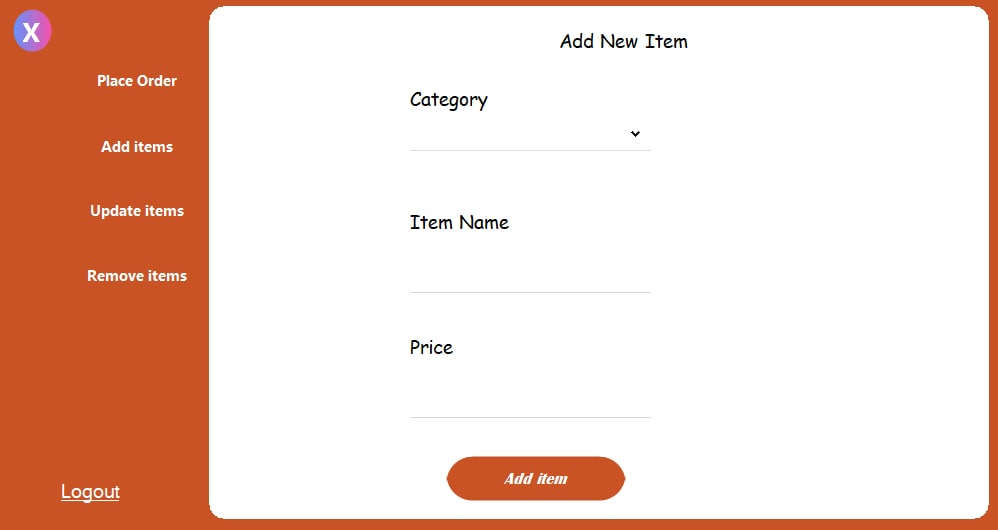 X
Place Order
Add items
Update items
Remove items
Logout
Add New Item
Category
Item Name
Price
Add item